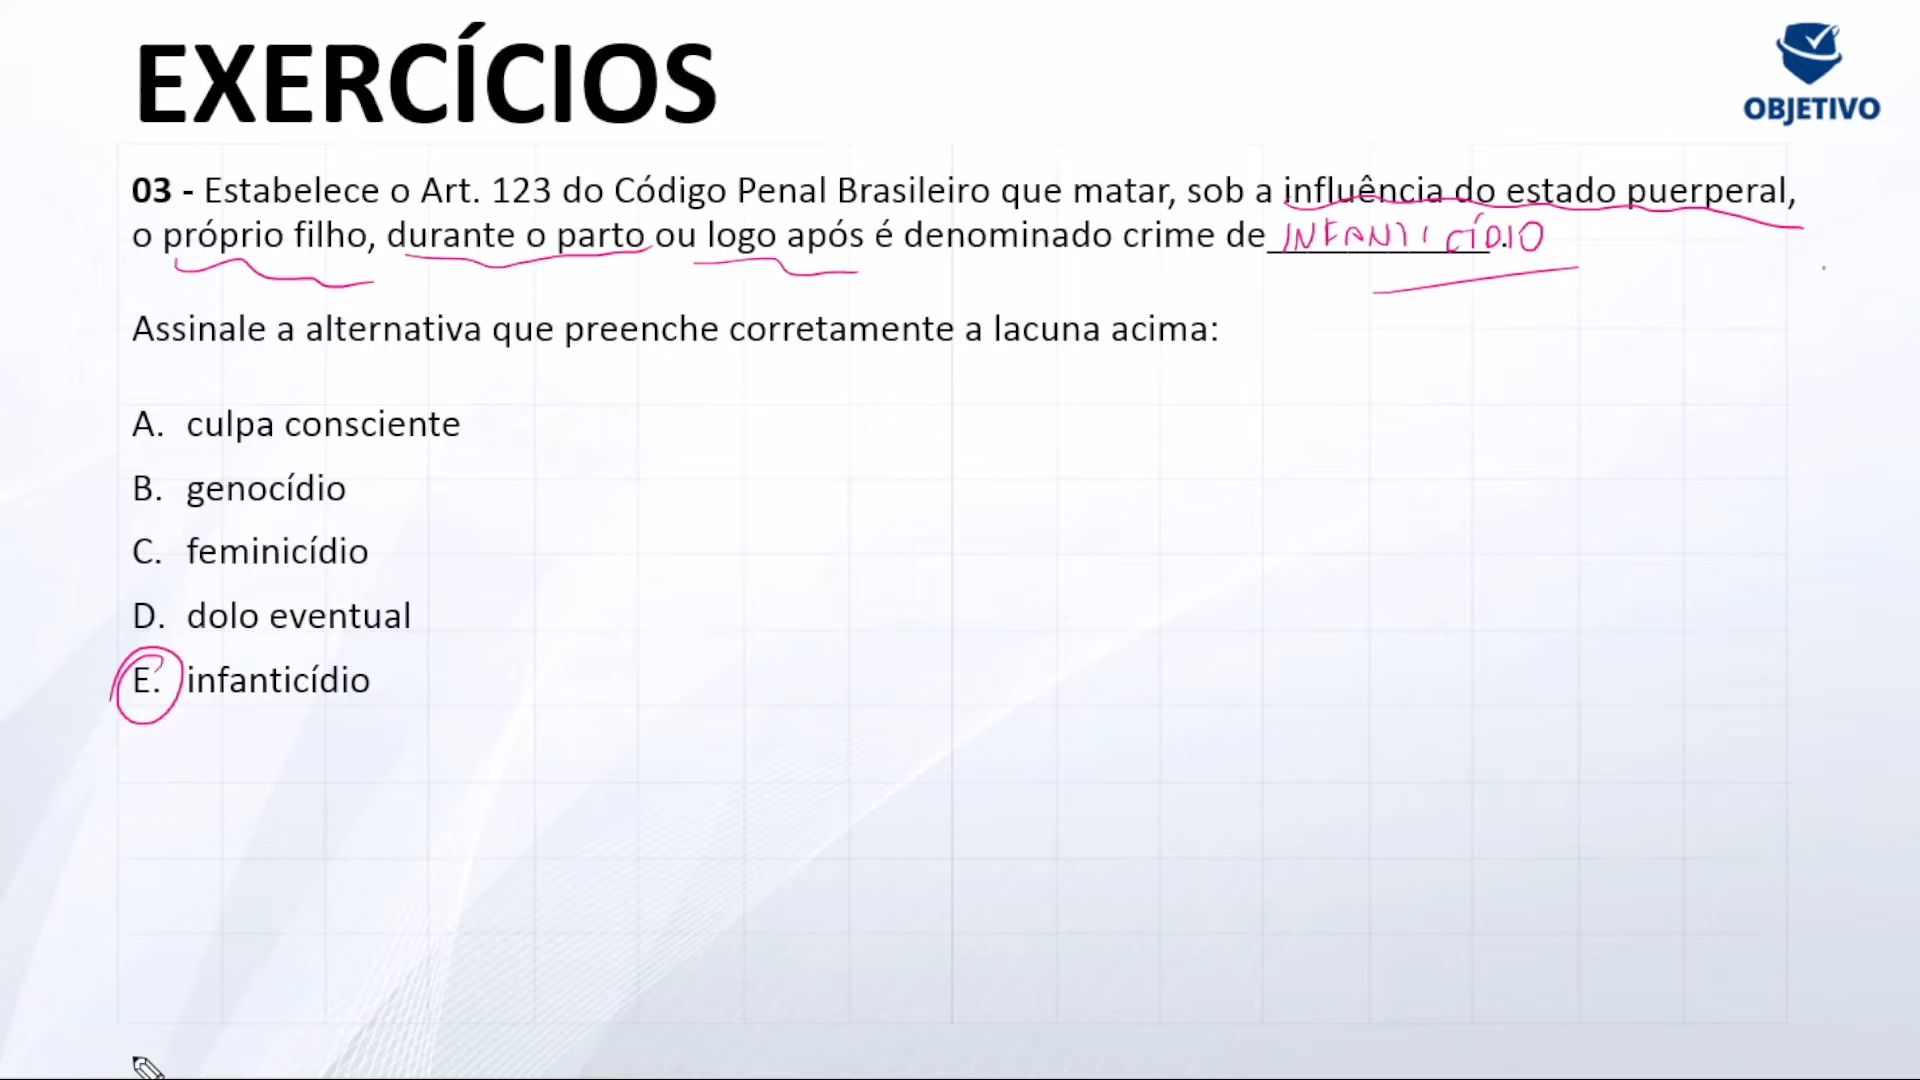 EXERCÍCIOS
OBJETIVO
03 - Estabelece o Art. 123 do Código Penal Brasileiro que matar, sob a influência do estado puerperal,
o próprio filho, durante o parto ou logo após é denominado crime de INFANTICÍDIO.
Assinale a alternativa que preenche corretamente a lacuna acima:
A. culpa consciente
B. genocídio
C. feminicídio
D. dolo eventual
E. infanticídio